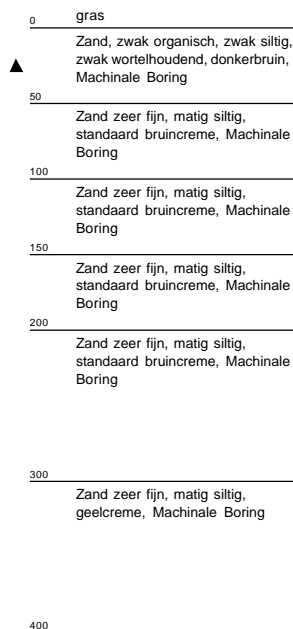 0
gras
Zand, zwak organisch, zwak siltig,
zwak wortelhoudend, donkerbruin,
Machinale Boring
50
Zand zeer fijn, matig siltig,
standaard bruincreme, Machinale
Boring
100
Zand zeer fijn, matig siltig,
standaard bruincreme, Machinale
Boring
150
Zand zeer fijn, matig siltig,
standaard bruincreme, Machinale
Boring
200
Zand zeer fijn, matig siltig,
standaard bruincreme, Machinale
Boring
300
Zand zeer fijn, matig siltig,
geelcreme, Machinale Boring
400